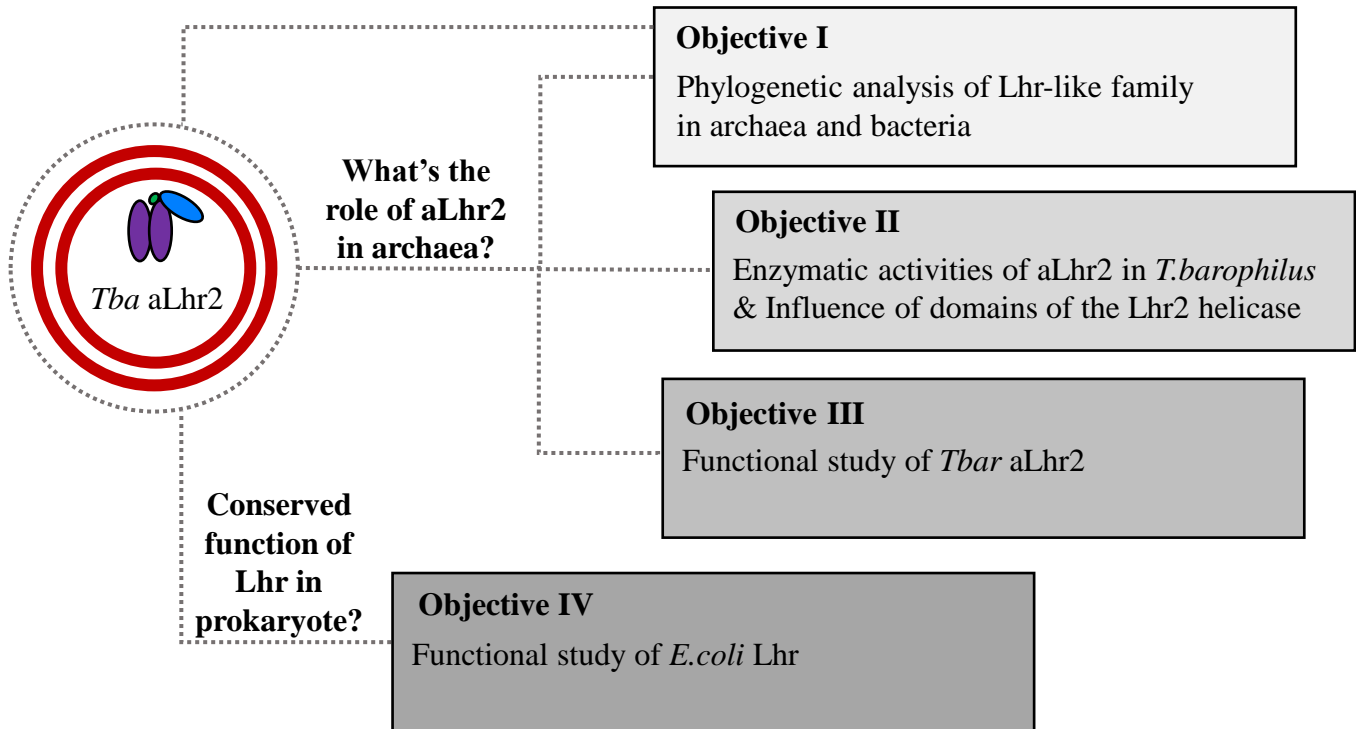 Objective I
Phylogenetic analysis of Lhr-like family
in archaea and bacteria
What’s the
role of aLhr2
in archaea?
Tba aLhr2
Objective II
Enzymatic activities of aLhr2 in T.barophilus
& Influence of domains of the Lhr2 helicase
Objective III
Functional study of Tbar aLhr2
Conserved
function of
Lhr in
prokaryote?
Objective IV
Functional study of E.coli Lhr